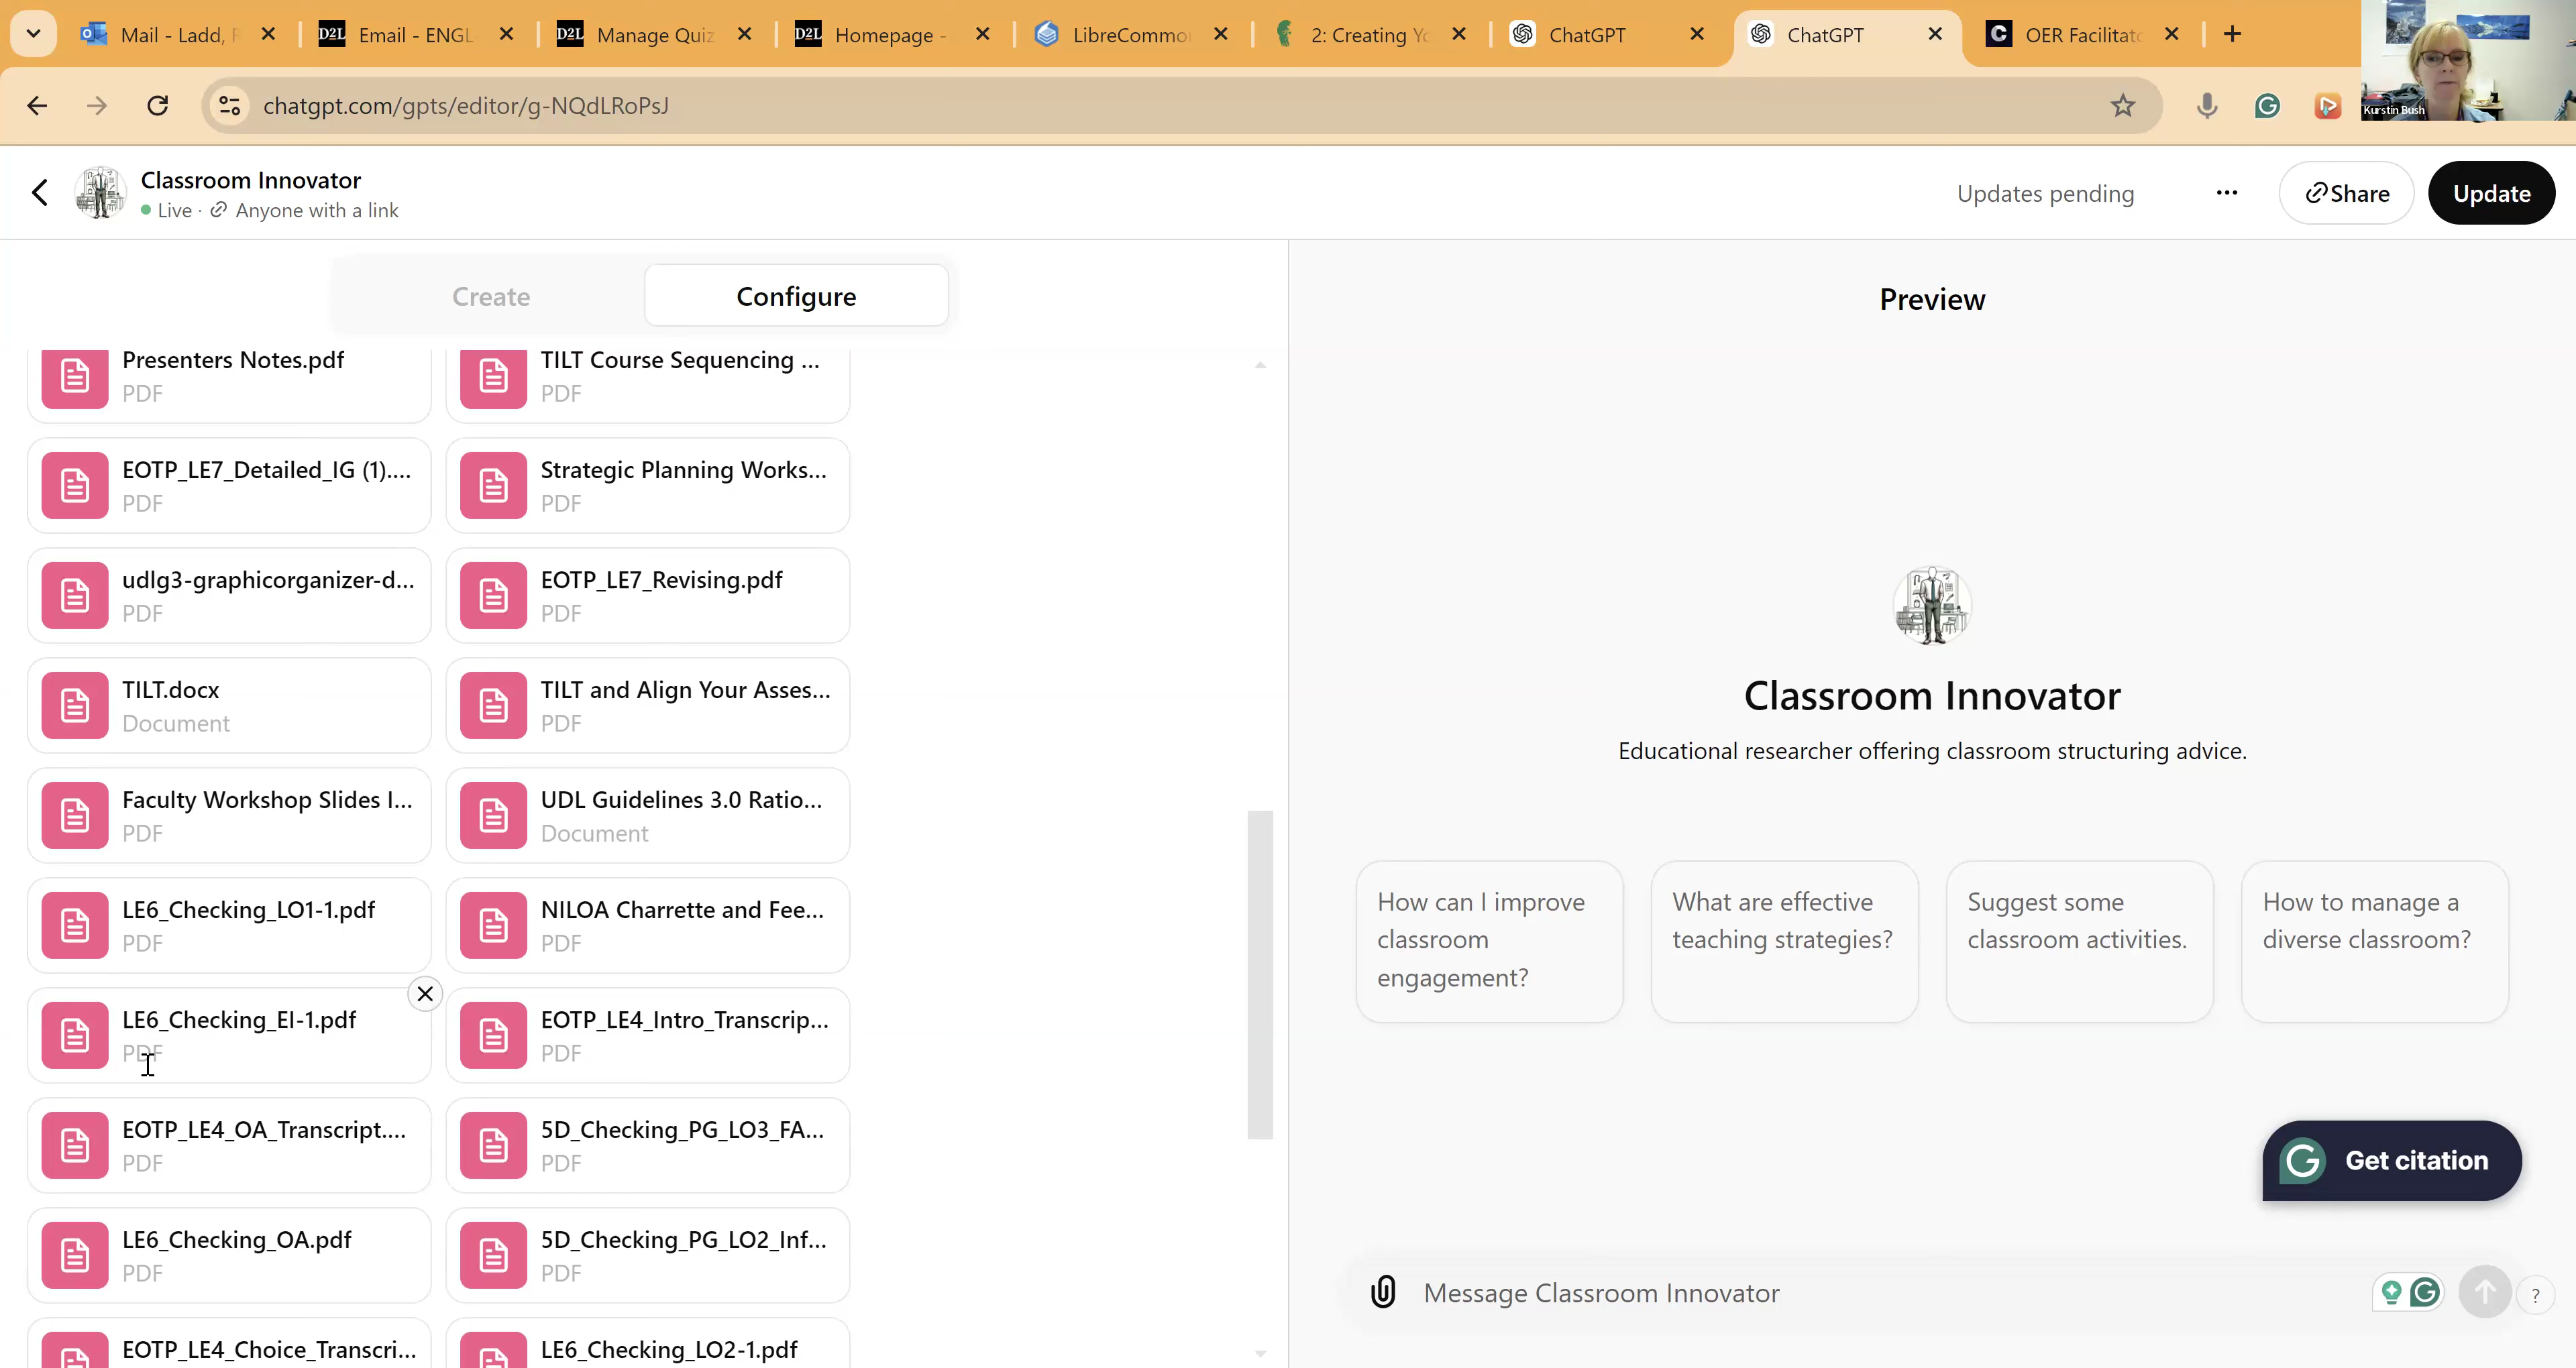 Mail - Ladd, R
Email - ENGL
Manage Quiz
Homepage -
LibreCommo
2: Creating Yo
ChatGPT
ChatGPT
OER Facilitato
chatgpt.com/gpts/editor/g-NQdLRoPsJ
Kurstin Bush
Classroom Innovator
Live · Anyone with a link
Updates pending
Share
Update
Create
Configure
Preview
Presenters Notes.pdf
PDF
TILT Course Sequencing ...
PDF
EOTP_LE7_Detailed_IG (1)....
PDF
Strategic Planning Works...
PDF
udlg3-graphicorganizer-d...
PDF
EOTP_LE7_Revising.pdf
PDF
TILT.docx
Document
TILT and Align Your Asses...
PDF
Faculty Workshop Slides I...
PDF
UDL Guidelines 3.0 Ratio...
Document
LE6_Checking_LO1-1.pdf
PDF
NILOA Charrette and Fee...
PDF
LE6_Checking_EI-1.pdf
PDF
EOTP_LE4_Intro_Transcrip...
PDF
EOTP_LE4_OA_Transcript....
PDF
5D_Checking_PG_LO3_FA...
PDF
LE6_Checking_OA.pdf
PDF
5D_Checking_PG_LO2_Inf...
PDF
EOTP_LE4_Choice_Transcri...
LE6_Checking_LO2-1.pdf
Classroom Innovator
Educational researcher offering classroom structuring advice.
How can I improve
classroom
engagement?
What are effective
teaching strategies?
Suggest some
classroom activities.
How to manage a
diverse classroom?
Get citation
Message Classroom Innovator
?